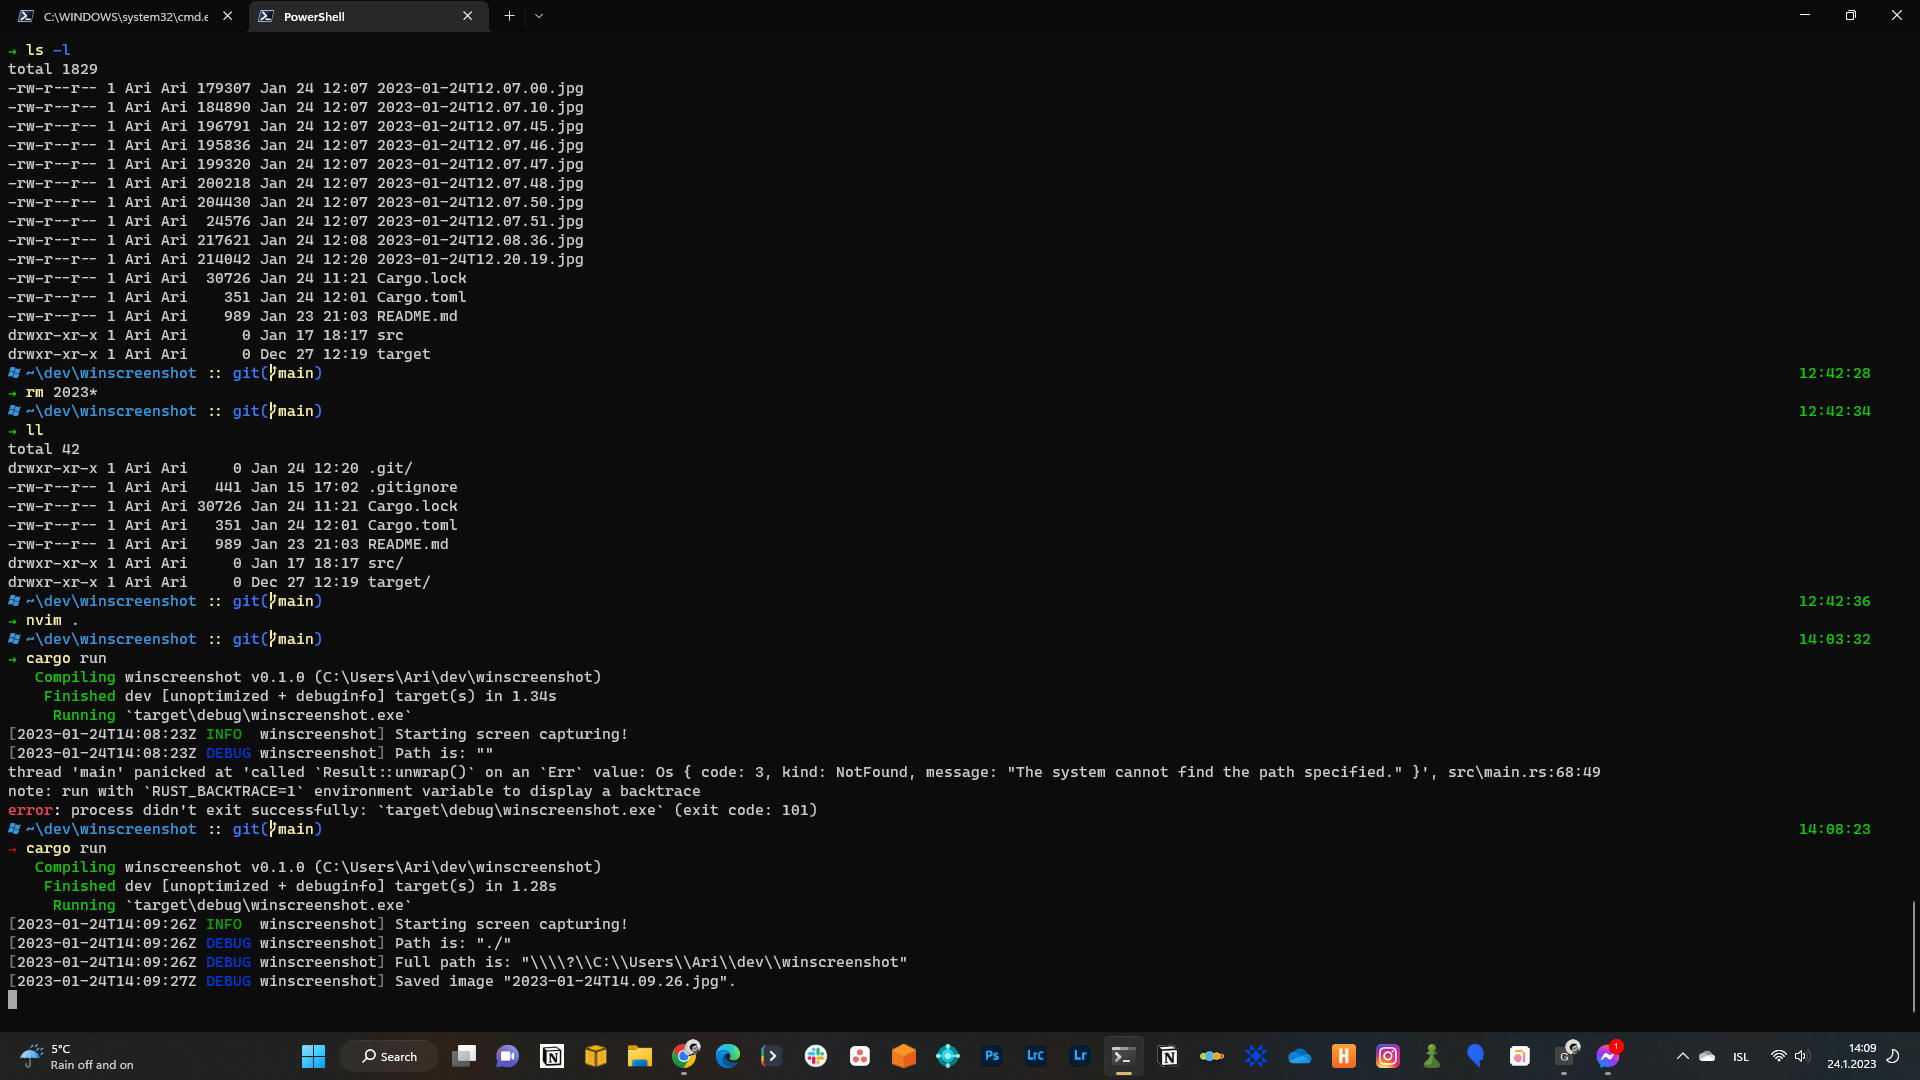 C:\WINDOWS\system32\cmd.e
PowerShell
→ ls -l
total 1829
-rw-r--r-- 1 Ari Ari 179307 Jan 24 12:07 2023-01-24T12.07.00.jpg
-rw-r--r-- 1 Ari Ari 184890 Jan 24 12:07 2023-01-24T12.07.10.jpg
-rw-r--r-- 1 Ari Ari 196791 Jan 24 12:07 2023-01-24T12.07.45.jpg
-rw-r--r-- 1 Ari Ari 195836 Jan 24 12:07 2023-01-24T12.07.46.jpg
-rw-r--r-- 1 Ari Ari 199320 Jan 24 12:07 2023-01-24T12.07.47.jpg
-rw-r--r-- 1 Ari Ari 200218 Jan 24 12:07 2023-01-24T12.07.48.jpg
-rw-r--r-- 1 Ari Ari 204430 Jan 24 12:07 2023-01-24T12.07.50.jpg
-rw-r--r-- 1 Ari Ari  24576 Jan 24 12:07 2023-01-24T12.07.51.jpg
-rw-r--r-- 1 Ari Ari 217621 Jan 24 12:08 2023-01-24T12.08.36.jpg
-rw-r--r-- 1 Ari Ari 214042 Jan 24 12:20 2023-01-24T12.20.19.jpg
-rw-r--r-- 1 Ari Ari  30726 Jan 24 11:21 Cargo.lock
-rw-r--r-- 1 Ari Ari    351 Jan 24 12:01 Cargo.toml
-rw-r--r-- 1 Ari Ari    989 Jan 23 21:03 README.md
drwxr-xr-x 1 Ari Ari      0 Jan 17 18:17 src
drwxr-xr-x 1 Ari Ari      0 Dec 27 12:19 target
~\dev\winscreenshot :: git(main) 12:42:28
→ rm 2023*
~\dev\winscreenshot :: git(main) 12:42:34
→ ll
total 42
drwxr-xr-x 1 Ari Ari     0 Jan 24 12:20 .git/
-rw-r--r-- 1 Ari Ari   441 Jan 15 17:02 .gitignore
-rw-r--r-- 1 Ari Ari 30726 Jan 24 11:21 Cargo.lock
-rw-r--r-- 1 Ari Ari   351 Jan 24 12:01 Cargo.toml
-rw-r--r-- 1 Ari Ari   989 Jan 23 21:03 README.md
drwxr-xr-x 1 Ari Ari     0 Jan 17 18:17 src/
drwxr-xr-x 1 Ari Ari     0 Dec 27 12:19 target/
~\dev\winscreenshot :: git(main) 12:42:36
→ nvim .
~\dev\winscreenshot :: git(main) 14:03:32
→ cargo run
Compiling winscreenshot v0.1.0 (C:\Users\Ari\dev\winscreenshot)
Finished dev [unoptimized + debuginfo] target(s) in 1.34s
Running `target\debug\winscreenshot.exe`
[2023-01-24T14:08:23Z INFO  winscreenshot] Starting screen capturing!
[2023-01-24T14:08:23Z DEBUG winscreenshot] Path is: ""
thread 'main' panicked at 'called `Result::unwrap()` on an `Err` value: Os { code: 3, kind: NotFound, message: "The system cannot find the path specified." }', src\main.rs:68:49
note: run with `RUST_BACKTRACE=1` environment variable to display a backtrace
error: process didn't exit successfully: `target\debug\winscreenshot.exe` (exit code: 101)
~\dev\winscreenshot :: git(main) 14:08:23
→ cargo run
Compiling winscreenshot v0.1.0 (C:\Users\Ari\dev\winscreenshot)
Finished dev [unoptimized + debuginfo] target(s) in 1.28s
Running `target\debug\winscreenshot.exe`
[2023-01-24T14:09:26Z INFO  winscreenshot] Starting screen capturing!
[2023-01-24T14:09:26Z DEBUG winscreenshot] Path is: "./"
[2023-01-24T14:09:26Z DEBUG winscreenshot] Full path is: "\\\\?\\C:\\Users\\Ari\\dev\\winscreenshot"
[2023-01-24T14:09:27Z DEBUG winscreenshot] Saved image "2023-01-24T14.09.26.jpg".
5°C
Rain off and on
Search
Ps
LrC
Lr
H
G
1
ISL
14:09
24.1.2023